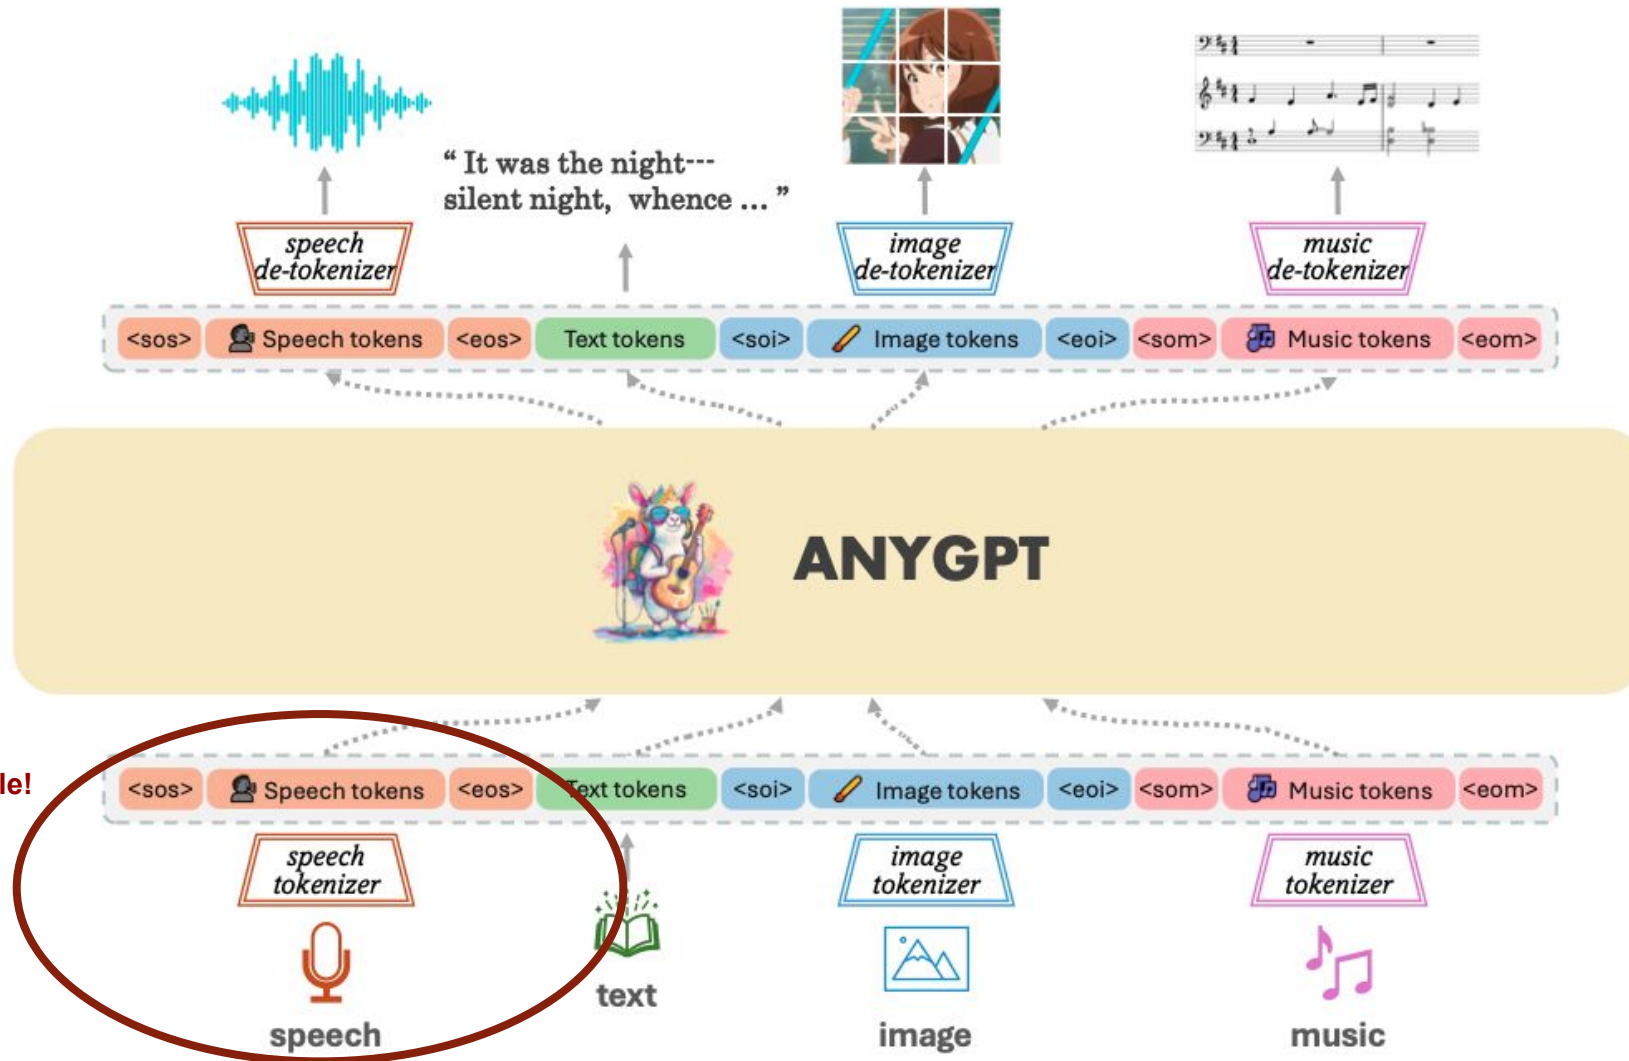 “ It was the night---
silent night, whence ... ”
speech
de-tokenizer
image
de-tokenizer
music
de-tokenizer
<sos> Speech tokens <eos> Text tokens <soi> Image tokens <eoi> <som> Music tokens <eom>
ANYGPT
le!
<sos> Speech tokens <eos> Text tokens <soi> Image tokens <eoi> <som> Music tokens <eom>
speech
tokenizer
image
tokenizer
music
tokenizer
text
speech
image
music